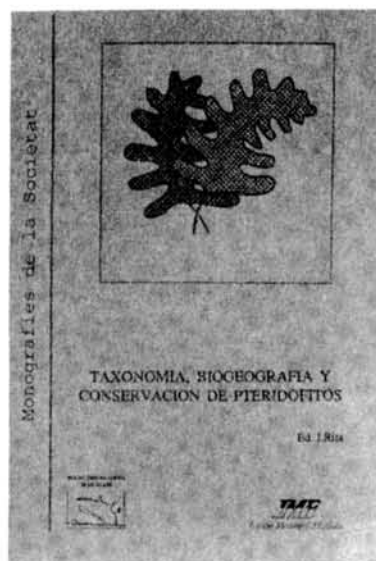 Monografies de la Societat
TAXONOMIA, BIOGEOGRAFIA Y
CONSERVACION DE PTERIDOFITOS
Ed. J.Rita